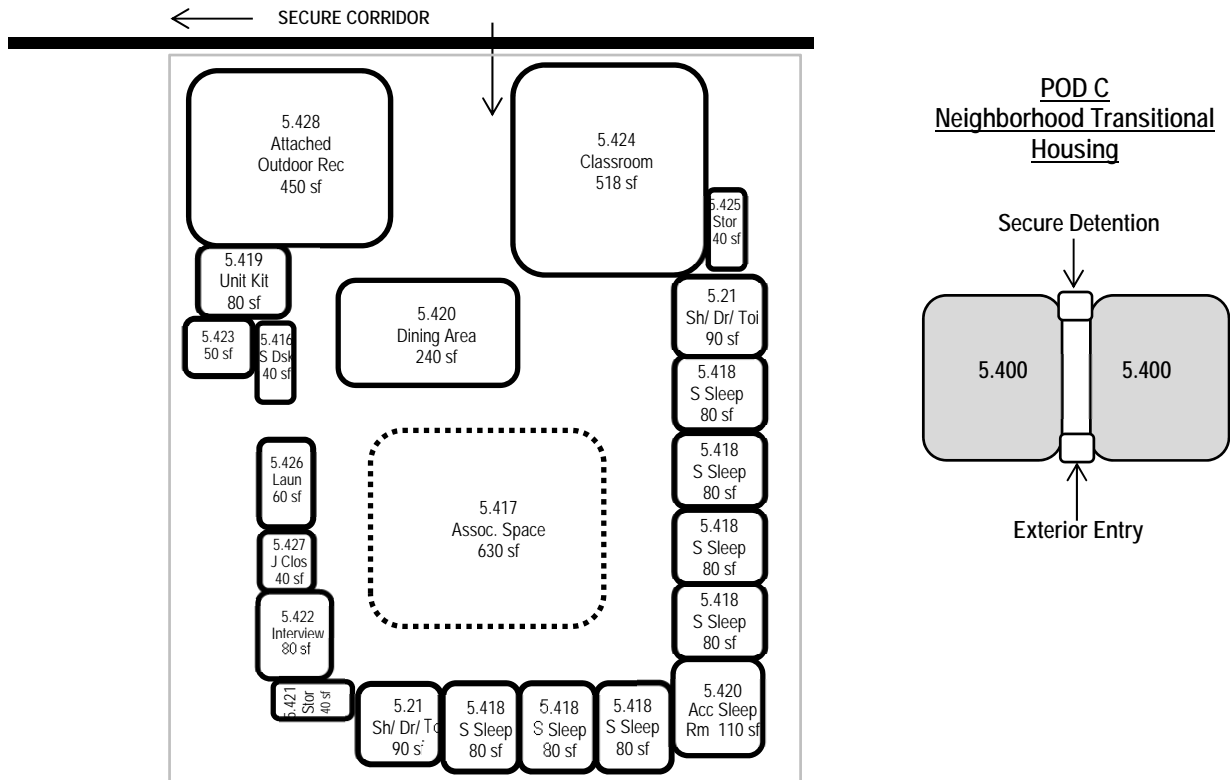 SECURE CORRIDOR
5.428
Attached
Outdoor Rec
450 sf
5.424
Classroom
518 sf
5.425
Stor
40 sf
5.419
Unit Kit
80 sf
5.420
Dining Area
240 sf
5.21
Sh/ Dr/ Toi
90 sf
5.423
50 sf
5.416
S Dsk
40 sf
5.418
S Sleep
80 sf
5.418
S Sleep
80 sf
5.418
S Sleep
80 sf
5.418
S Sleep
80 sf
5.426
Laun
60 sf
5.417
Assoc. Space
630 sf
5.427
J Clos
40 sf
5.422
Interview
80 sf
5.421
Stor
40 sf
5.21
Sh/ Dr/ To
90 s
5.418
S Sleep
80 sf
5.418
S Sleep
80 sf
5.418
S Sleep
80 sf
5.420
Acc Sleep
Rm 110 sf
POD C
Neighborhood Transitional
Housing
Secure Detention
5.400
5.400
Exterior Entry